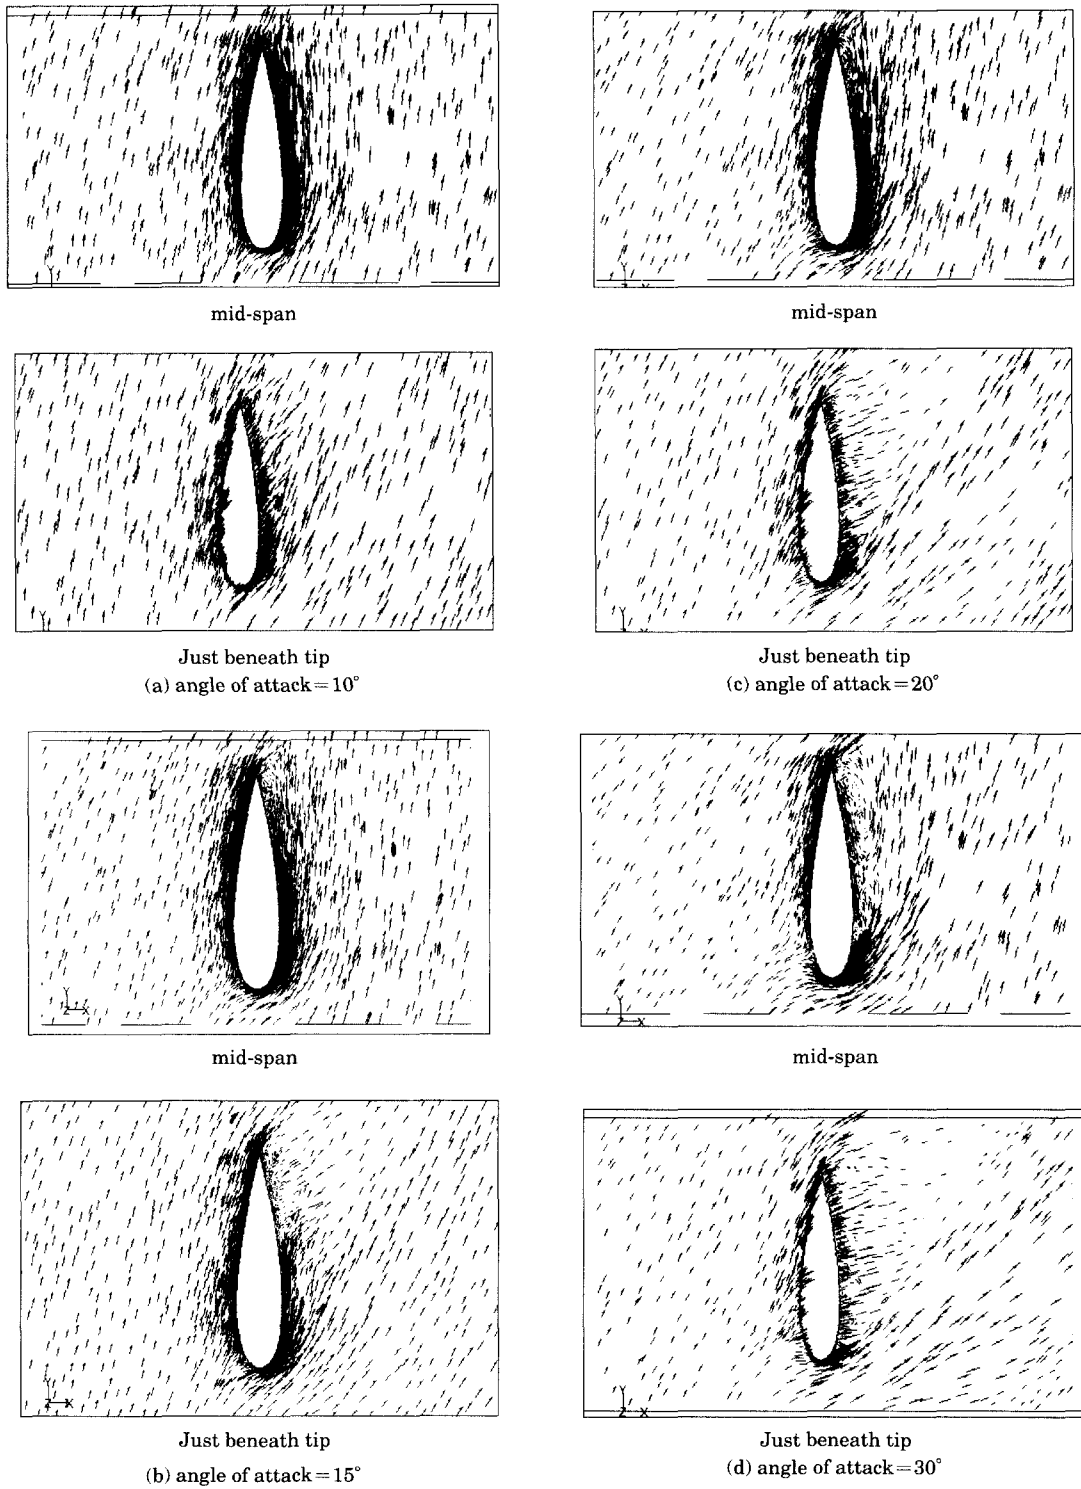 mid-span
Just beneath tip
(a) angle of attack=10°
mid-span
Just beneath tip
(c) angle of attack=20°
Y
Z X
mid-span
Just beneath tip
(b) angle of attack=15°
Y
Z X
mid-span
Just beneath tip
(d) angle of attack=30°